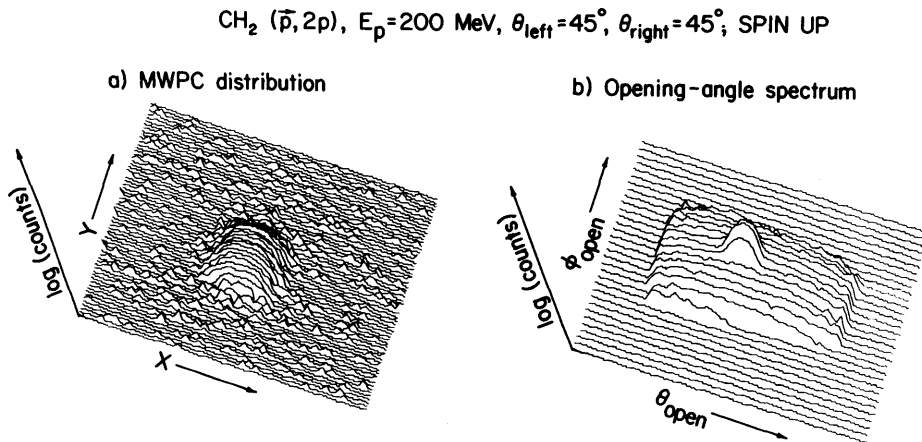 CH₂ (p⃗, 2p), Eₚ=200 MeV, θleft=45°, θright=45°; SPIN UP
a) MWPC distribution
b) Opening-angle spectrum
log (counts)
Y
X
log (counts)
ϕopen
θopen